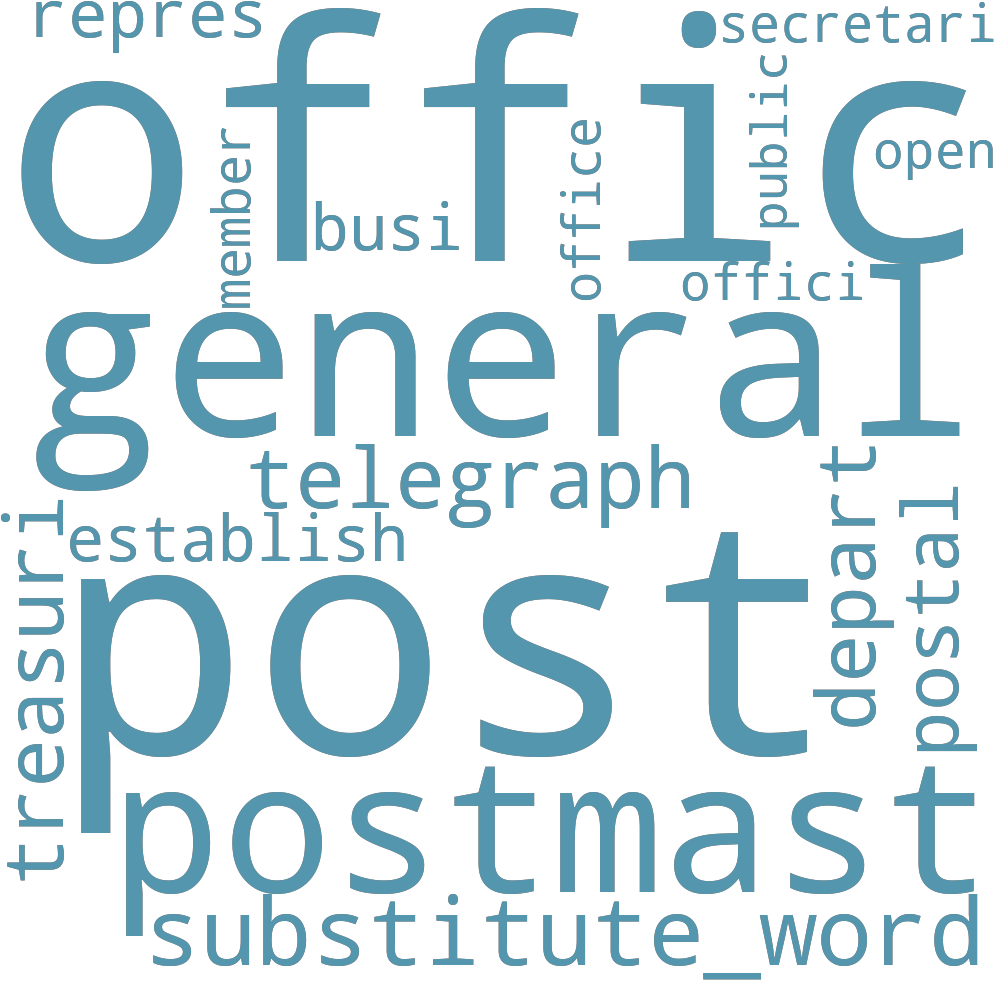 repres
secretari
offic
public
open
member
office
busi
offici
general
telegraph
depart
postal
treasuri
establish
post
postmast
substitute_word